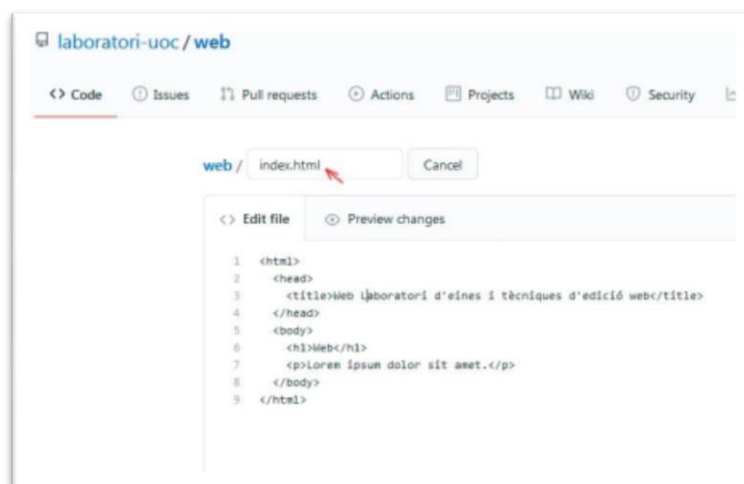 laboratori-uoc / web
<> Code Issues Pull requests Actions Projects Wiki Security
web / index.html Cancel
<> Edit file Preview changes
1 <html>
2 <head>
3 <title>Web Laboratori d'eines i tècniques d'edició web</title>
4 </head>
5 <body>
6 <h1>Web</h1>
7 <p>Lorem ipsum dolor sit amet.</p>
8 </body>
9 </html>